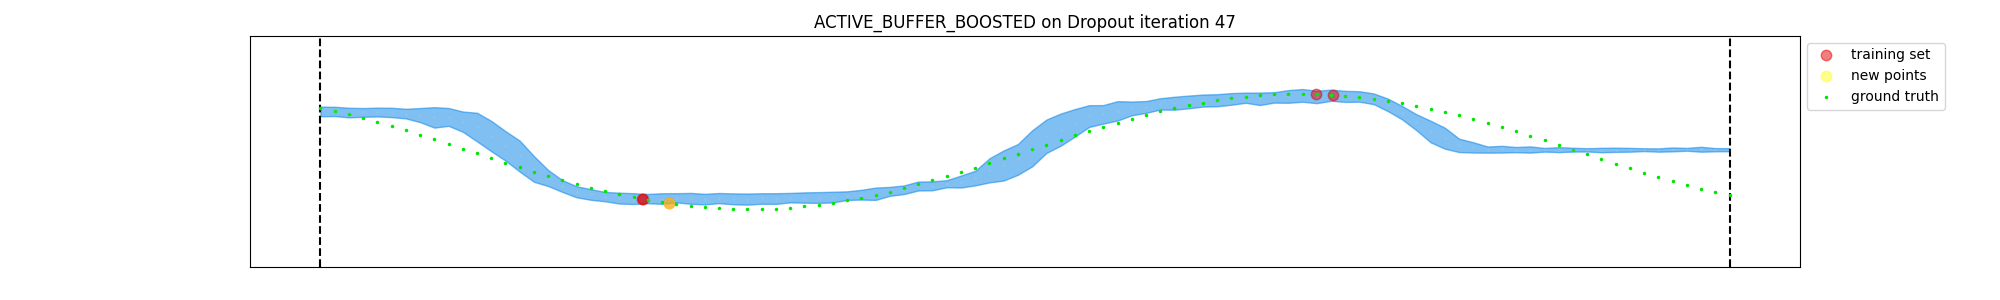 ACTIVE_BUFFER_BOOSTED on Dropout iteration 47
training set
new points
ground truth